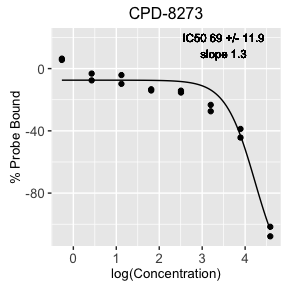 CPD-8273
IC50 69 +/- 11.9
slope 1.3
% Probe Bound
0
-40
-80
0 1 2 3 4
log(Concentration)